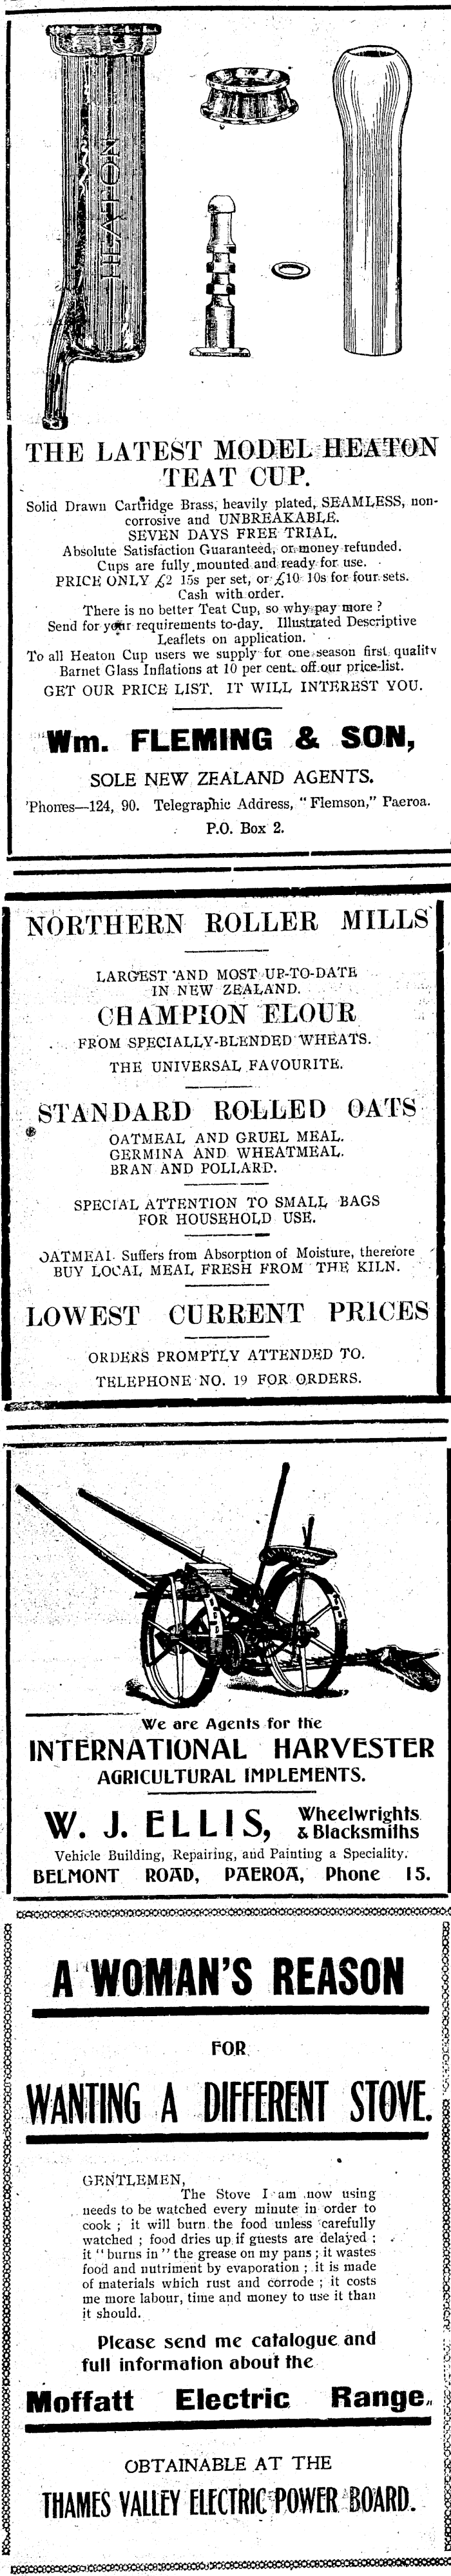 HEATON
THE LATEST MODEL HEATON
TEAT CUP.
Solid Drawn Cartridge Brass, heavily plated, SEAMLESS, non-
corrosive and UNBREAKABLE.
SEVEN DAYS FREE TRIAL.
Absolute Satisfaction Guaranteed, or money refunded.
Cups are fully mounted and ready for use.
PRICE ONLY £2 15s per set, or £10 10s for four sets.
Cash with order.
There is no better Teat Cup, so why pay more ?
Send for your requirements to-day. Illustrated Descriptive
Leaflets on application.
To all Heaton Cup users we supply for one season first quality
Barnet Glass Inflations at 10 per cent. off our price-list.
GET OUR PRICE LIST. IT WILL INTEREST YOU.
Wm. FLEMING & SON,
SOLE NEW ZEALAND AGENTS.
'Phones—124, 90. Telegraphic Address, "Flemson," Paeroa.
P.O. Box 2.
NORTHERN ROLLER MILLS
LARGEST AND MOST UP-TO-DATE
IN NEW ZEALAND.
CHAMPION FLOUR
FROM SPECIALLY-BLENDED WHEATS.
THE UNIVERSAL FAVOURITE.
STANDARD ROLLED OATS
OATMEAL AND GRUEL MEAL.
GERMINA AND WHEATMEAL.
BRAN AND POLLARD.
SPECIAL ATTENTION TO SMALL BAGS
FOR HOUSEHOLD USE.
OATMEAL Suffers from Absorption of Moisture, therefore
BUY LOCAL MEAL FRESH FROM THE KILN.
LOWEST CURRENT PRICES
ORDERS PROMPTLY ATTENDED TO.
TELEPHONE NO. 19 FOR ORDERS.
We are Agents for the
INTERNATIONAL HARVESTER
AGRICULTURAL IMPLEMENTS.
W. J. ELLIS, Wheelwrights
& Blacksmiths
Vehicle Building, Repairing, and Painting a Speciality.
BELMONT ROAD, PAEROA, Phone 15.
A WOMAN'S REASON
FOR
WANTING A DIFFERENT STOVE.
GENTLEMEN,
The Stove I am now using
needs to be watched every minute in order to
cook ; it will burn the food unless carefully
watched ; food dries up if guests are delayed ;
it "burns in" the grease on my pans ; it wastes
food and nutriment by evaporation ; it is made
of materials which rust and corrode ; it costs
me more labour, time and money to use it than
it should.
Please send me catalogue and
full information about the
Moffatt Electric Range,
OBTAINABLE AT THE
THAMES VALLEY ELECTRIC POWER BOARD.